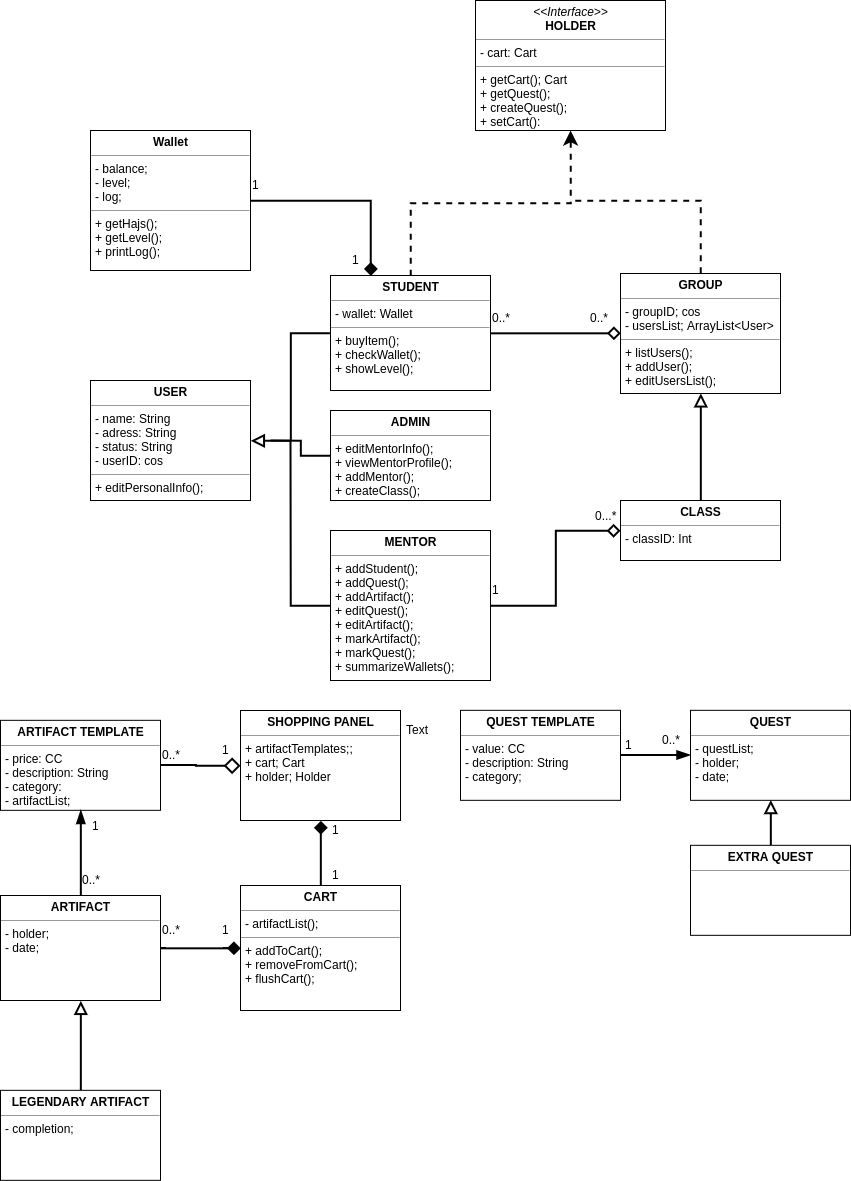 <<Interface>>
HOLDER
- cart: Cart
+ getCart(); Cart
+ getQuest();
+ createQuest();
+ setCart():
Wallet
- balance;
- level;
- log;
+ getHajs();
+ getLevel();
+ printLog();
1
1
STUDENT
- wallet: Wallet
+ buyItem();
+ checkWallet();
+ showLevel();
0..*
0..*
GROUP
- groupID; cos
- usersList; ArrayList<User>
+ listUsers();
+ addUser();
+ editUsersList();
USER
- name: String
- adress: String
- status: String
- userID: cos
+ editPersonalInfo();
ADMIN
+ editMentorInfo();
+ viewMentorProfile();
+ addMentor();
+ createClass();
0...*
CLASS
- classID: Int
MENTOR
+ addStudent();
+ addQuest();
+ addArtifact();
+ editQuest();
+ editArtifact();
+ markArtifact();
+ markQuest();
+ summarizeWallets();
1
ARTIFACT TEMPLATE
- price: CC
- description: String
- category:
- artifactList;
0..*
1
SHOPPING PANEL
+ artifactTemplates;;
+ cart; Cart
+ holder; Holder
Text
QUEST TEMPLATE
- value: CC
- description: String
- category;
1
0..*
QUEST
- questList;
- holder;
- date;
1
0..*
1
1
EXTRA QUEST
ARTIFACT
- holder;
- date;
0..*
1
CART
- artifactList();
+ addToCart();
+ removeFromCart();
+ flushCart();
LEGENDARY ARTIFACT
- completion;